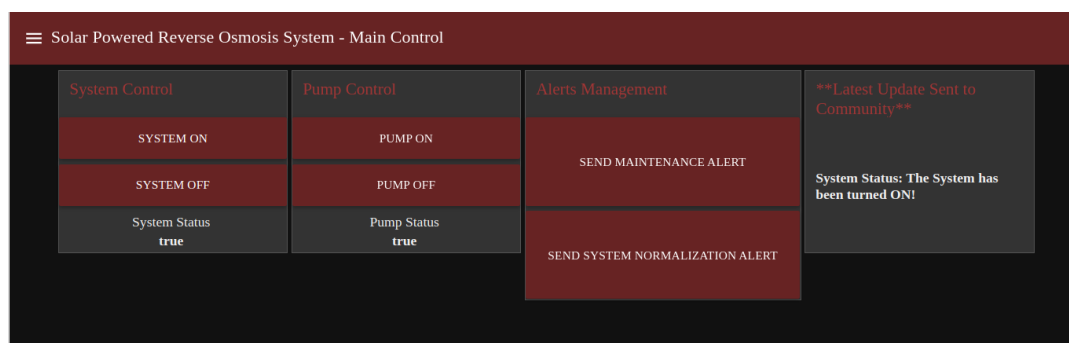 Solar Powered Reverse Osmosis System - Main Control
System Control
SYSTEM ON
SYSTEM OFF
System Status
true
Pump Control
PUMP ON
PUMP OFF
Pump Status
true
Alerts Management
SEND MAINTENANCE ALERT
SEND SYSTEM NORMALIZATION ALERT
**Latest Update Sent to
Community**
System Status: The System has
been turned ON!